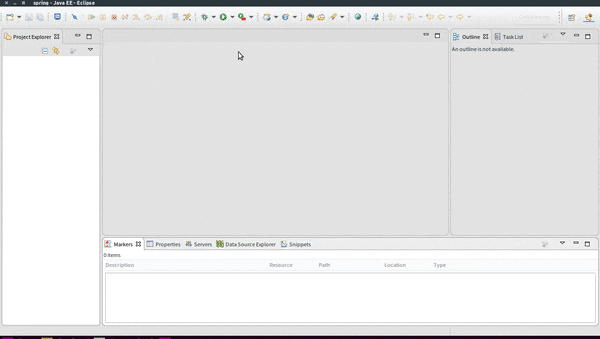 spring - Java EE - Eclipse
Project Explorer
Outline
Task List
An outline is not available.
Markers
Properties
Servers
Data Source Explorer
Snippets
0 items
Description
Resource
Path
Location
Type